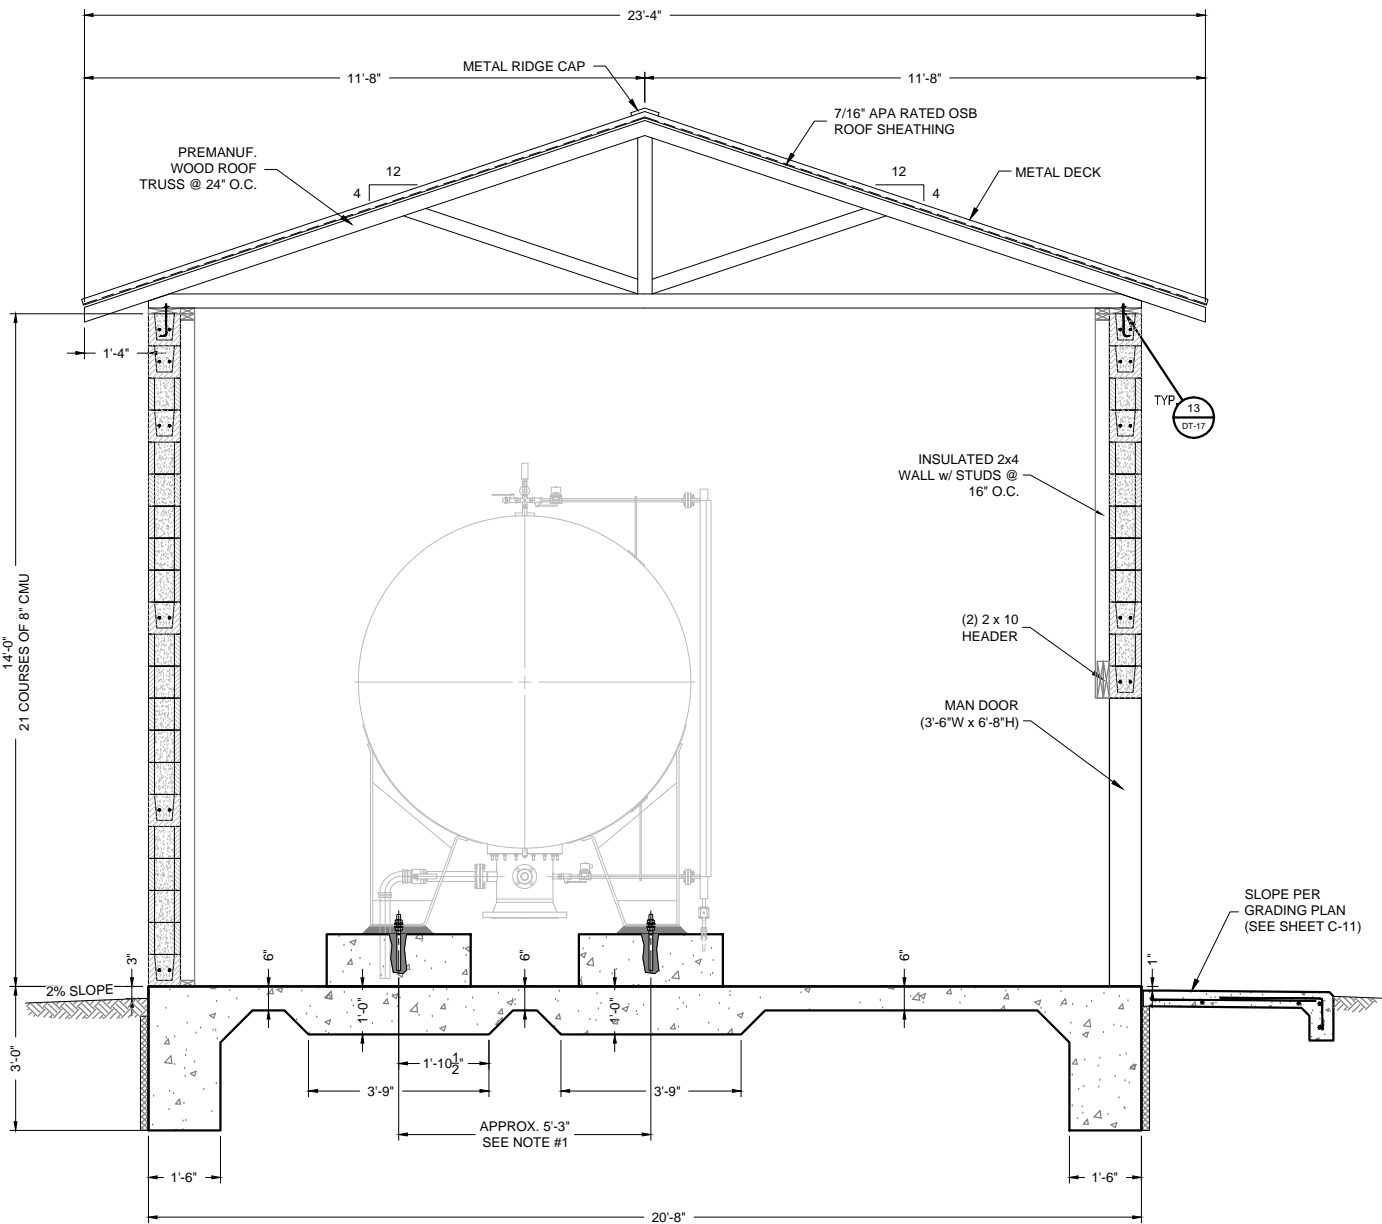 23'-4"
11'-8"
METAL RIDGE CAP
11'-8"
7/16" APA RATED OSB
ROOF SHEATHING
PREMANUF.
WOOD ROOF
TRUSS @ 24" O.C.
12
4
12
4
METAL DECK
1'-4"
TYP.
13
DT-17
INSULATED 2x4
WALL w/ STUDS @
16" O.C.
14'-0"
21 COURSES OF 8" CMU
(2) 2 x 10
HEADER
MAN DOOR
(3'-6"W x 6'-8"H)
SLOPE PER
GRADING PLAN
(SEE SHEET C-11)
3"
6"
6"
6"
1"
2% SLOPE
1'-0"
1'-0"
3'-0"
1'-10 1/2"
3'-9"
3'-9"
APPROX. 5'-3"
SEE NOTE #1
1'-6"
1'-6"
20'-8"